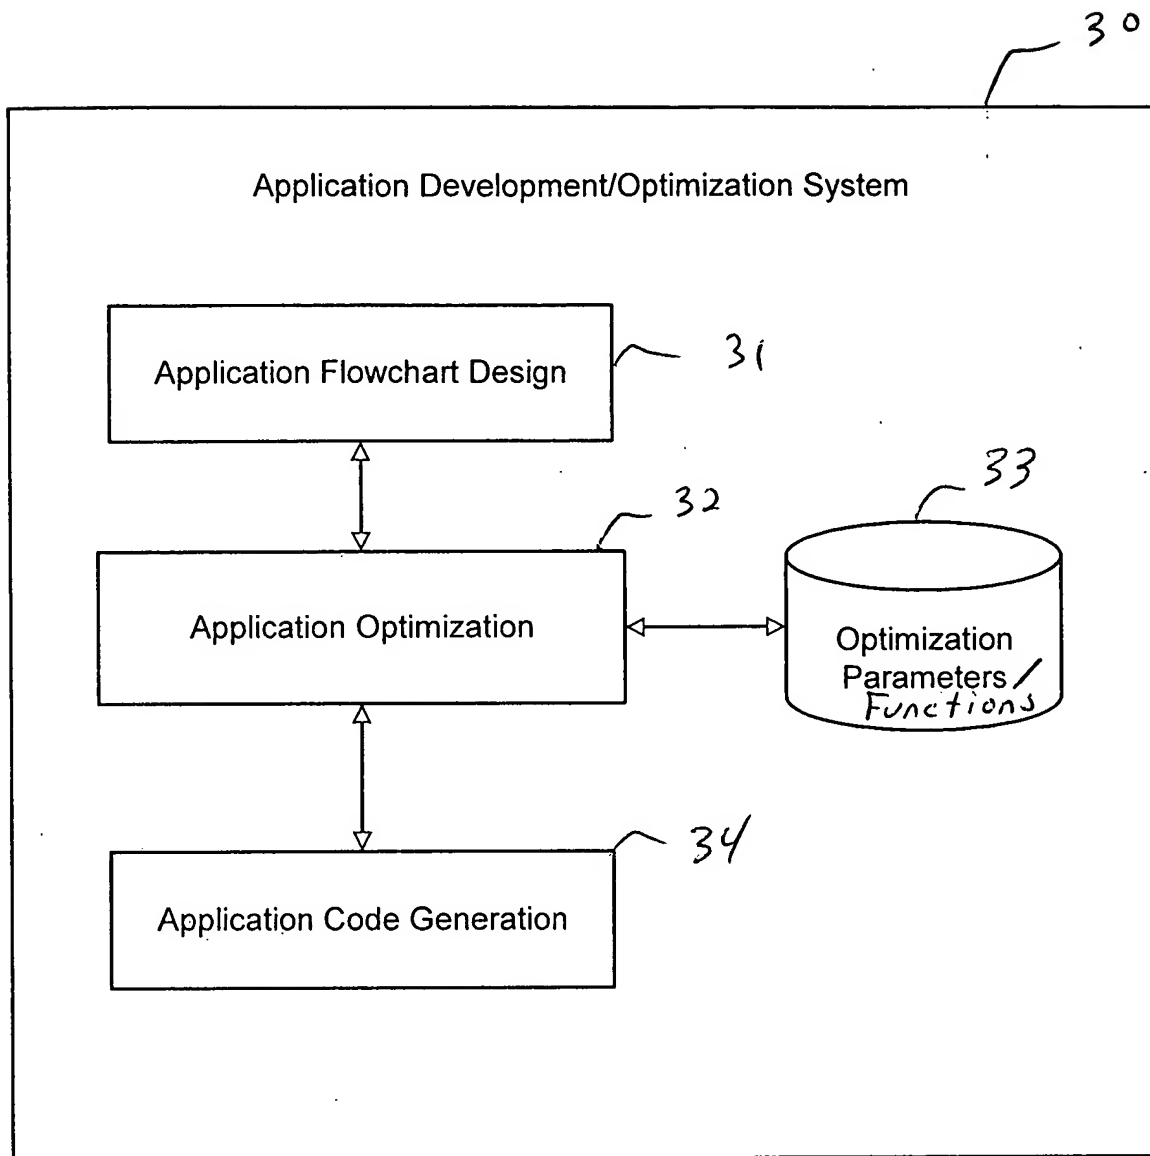 30
Application Development/Optimization System
Application Flowchart Design
31
32
33
Application Optimization
Optimization
Parameters/
Functions
34
Application Code Generation